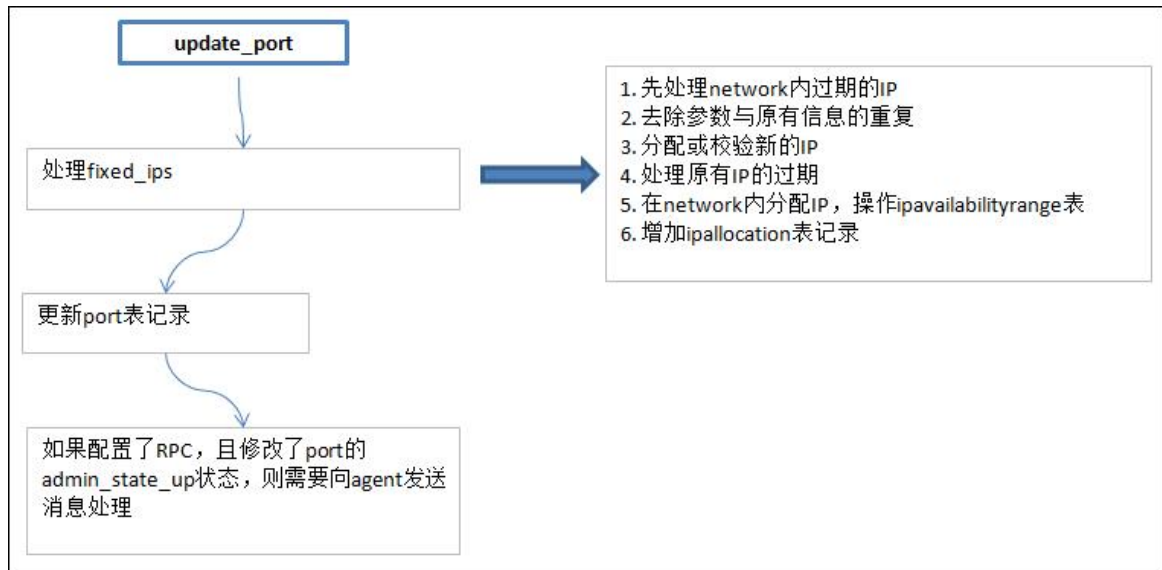 update_port
处理fixed_ips
1. 先处理network内过期的IP
2. 去除参数与原有信息的重复
3. 分配或校验新的IP
4. 处理原有IP的过期
5. 在network内分配IP，操作ipavailabilityrange表
6. 增加ipallocation表记录
更新port表记录
如果配置了RPC，且修改了port的
admin_state_up状态，则需要向agent发送
消息处理